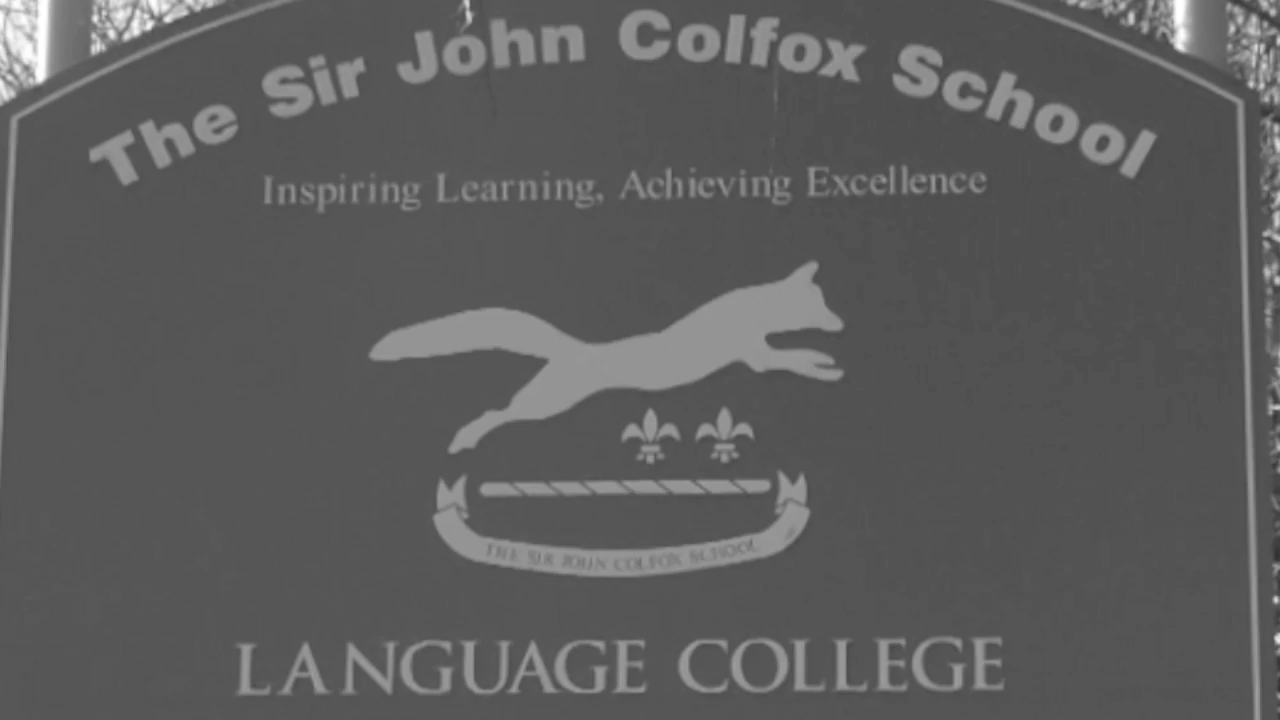 The Sir John Colfox School
Inspiring Learning, Achieving Excellence
THE SIR JOHN COLFOX SCHOOL
LANGUAGE COLLEGE